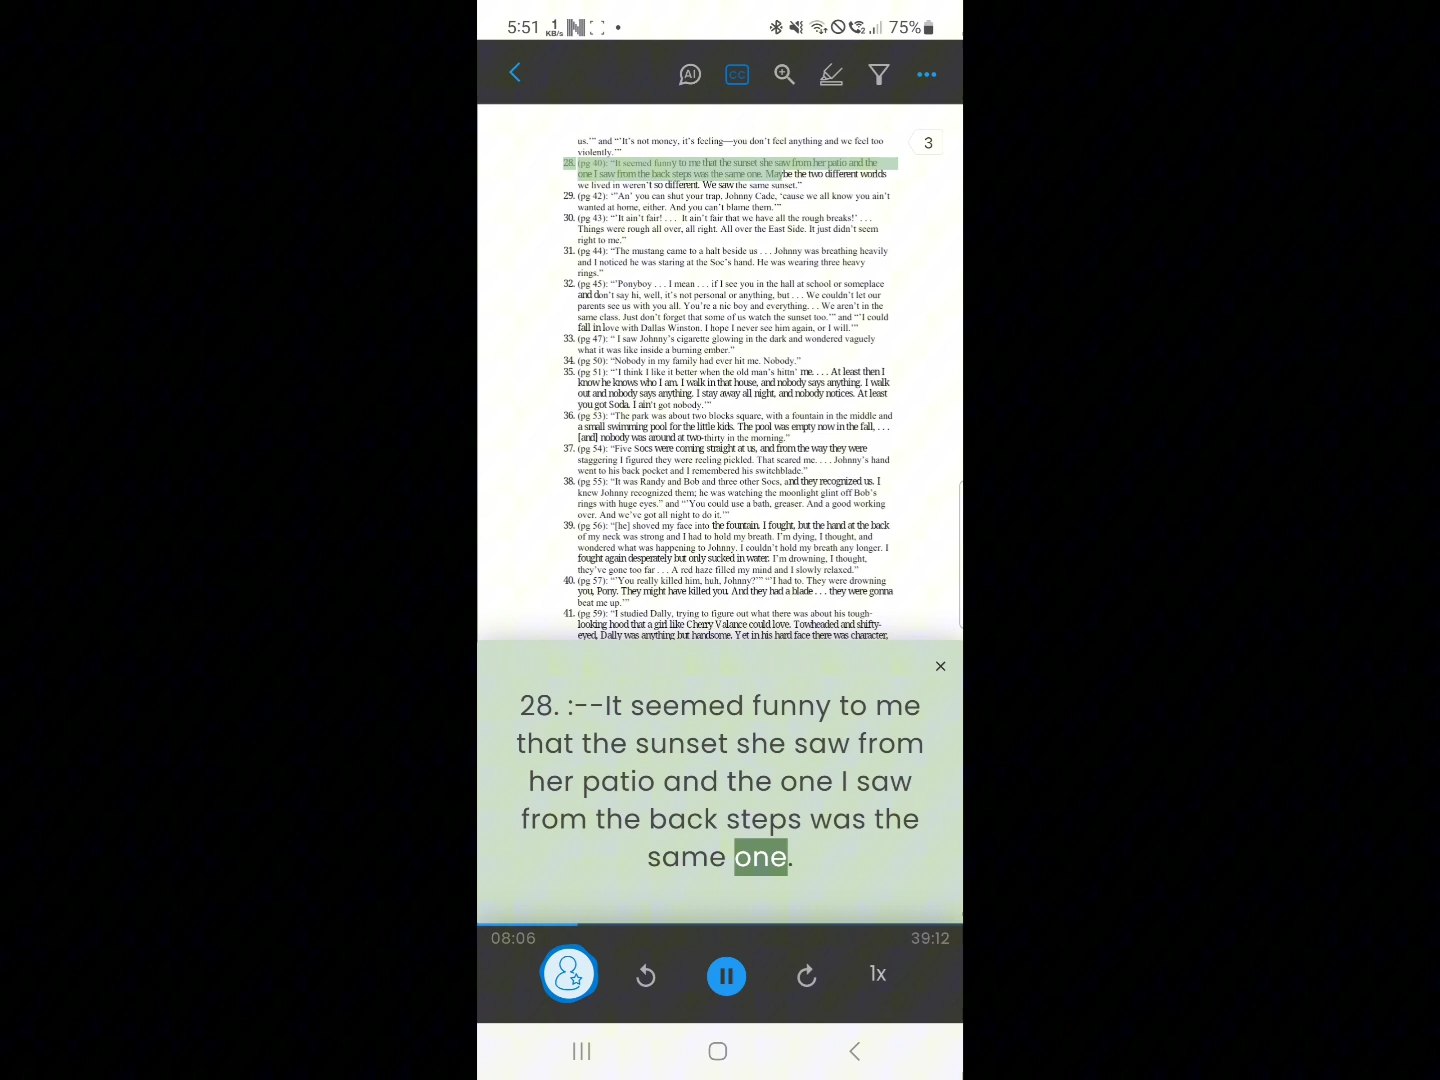 5:51 1 KB/s 75%
AI CC
3
us.'” and “‘It’s not money, it’s feeling—you don’t feel anything and we feel too
violently.’”
28. (pg 40): “It seemed funny to me that the sunset she saw from her patio and the
one I saw from the back steps was the same one. Maybe the two different worlds
we lived in weren’t so different. We saw the same sunset.”
29. (pg 42): ‘”An’ you can shut your trap, Johnny Cade, ‘cause we all know you ain’t
wanted at home, either. And you can’t blame them.’”
30. (pg 43): “‘It ain’t fair! . . . It ain’t fair that we have all the rough breaks!’ . . .
Things were rough all over, all right. All over the East Side. It just didn’t seem
right to me.”
31. (pg 44): “The mustang came to a halt beside us . . . Johnny was breathing heavily
and I noticed he was staring at the Soc’s hand. He was wearing three heavy
rings.”
32. (pg 45): “’Ponyboy . . . I mean . . . if I see you in the hall at school or someplace
and don’t say hi, well, it’s not personal or anything, but . . . We couldn’t let our
parents see us with you all. You’re a nic boy and everything. . . We aren’t in the
same class. Just don’t forget that some of us watch the sunset too.’” and “‘I could
fall in love with Dallas Winston. I hope I never see him again, or I will.’”
33. (pg 47): “ I saw Johnny’s cigarette glowing in the dark and wondered vaguely
what it was like inside a burning ember.”
34. (pg 50): “Nobody in my family had ever hit me. Nobody.”
35. (pg 51): “’I think I like it better when the old man’s hittn’ me. . . . At least then I
know he knows who I am. I walk in that house, and nobody says anything. I walk
out and nobody says anything. I stay away all night, and nobody notices. At least
you got Soda. I ain’t got nobody.’”
36. (pg 53): “The park was about two blocks square, with a fountain in the middle and
a small swimming pool for the little kids. The pool was empty now in the fall, . . .
[and] nobody was around at two-thirty in the morning.”
37. (pg 54): “Five Socs were coming straight at us, and from the way they were
staggering I figured they were reeling pickled. That scared me. . . . Johnny’s hand
went to his back pocket and I remembered his switchblade.”
38. (pg 55): “It was Randy and Bob and three other Socs, and they recognized us. I
knew Johnny recognized them; he was watching the moonlight glint off Bob’s
rings with huge eyes.” and “’You could use a bath, greaser. And a good working
over. And we’ve got all night to do it.’”
39. (pg 56): “[he] shoved my face into the fountain. I fought, but the hand at the back
of my neck was strong and I had to hold my breath. I’m dying, I thought, and
wondered what was happening to Johnny. I couldn’t hold my breath any longer. I
fought again desperately but only sucked in water. I’m drowning, I thought,
they’ve gone too far . . . A red haze filled my mind and I slowly relaxed.”
40. (pg 57): “’You really killed him, huh, Johnny?’” “’I had to. They were drowning
you, Pony. They might have killed you. And they had a blade . . . they were gonna
beat me up.’”
41. (pg 59): “I studied Dally, trying to figure out what there was about his tough-
looking hood that a girl like Cherry Valance could love. Towheaded and shifty-
eyed, Dally was anything but handsome. Yet in his hard face there was character,
28. :--It seemed funny to me
that the sunset she saw from
her patio and the one I saw
from the back steps was the
same one.
08:06 39:12
1x